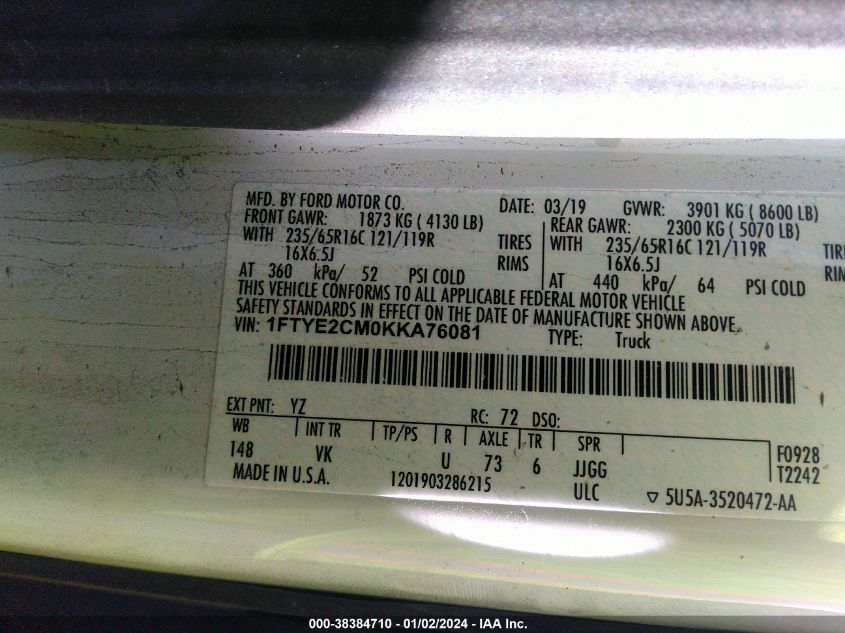 MFD. BY FORD MOTOR CO. DATE: 03/19 GVWR: 3901 KG ( 8600 LB)
FRONT GAWR: 1873 KG ( 4130 LB) REAR GAWR: 2300 KG ( 5070 LB)
WITH 235/65R16C 121/119R TIRES WITH 235/65R16C 121/119R
16X6.5J RIMS 16X6.5J
AT 360 kPa/ 52 PSI COLD AT 440 kPa/ 64 PSI COLD
THIS VEHICLE CONFORMS TO ALL APPLICABLE FEDERAL MOTOR VEHICLE
SAFETY STANDARDS IN EFFECT ON THE DATE OF MANUFACTURE SHOWN ABOVE.
VIN: 1FTYE2CM0KKA76081 TYPE: Truck
EXT PNT: YZ RC: 72 DSO:
WB INT TR TP/PS R AXLE TR SPR F0928
148 VK U 73 6 JJGG T2242
MADE IN U.S.A. 1201903286215 ULC ▽ 5U5A-3520472-AA
000-38384710 - 01/02/2024 - IAA Inc.